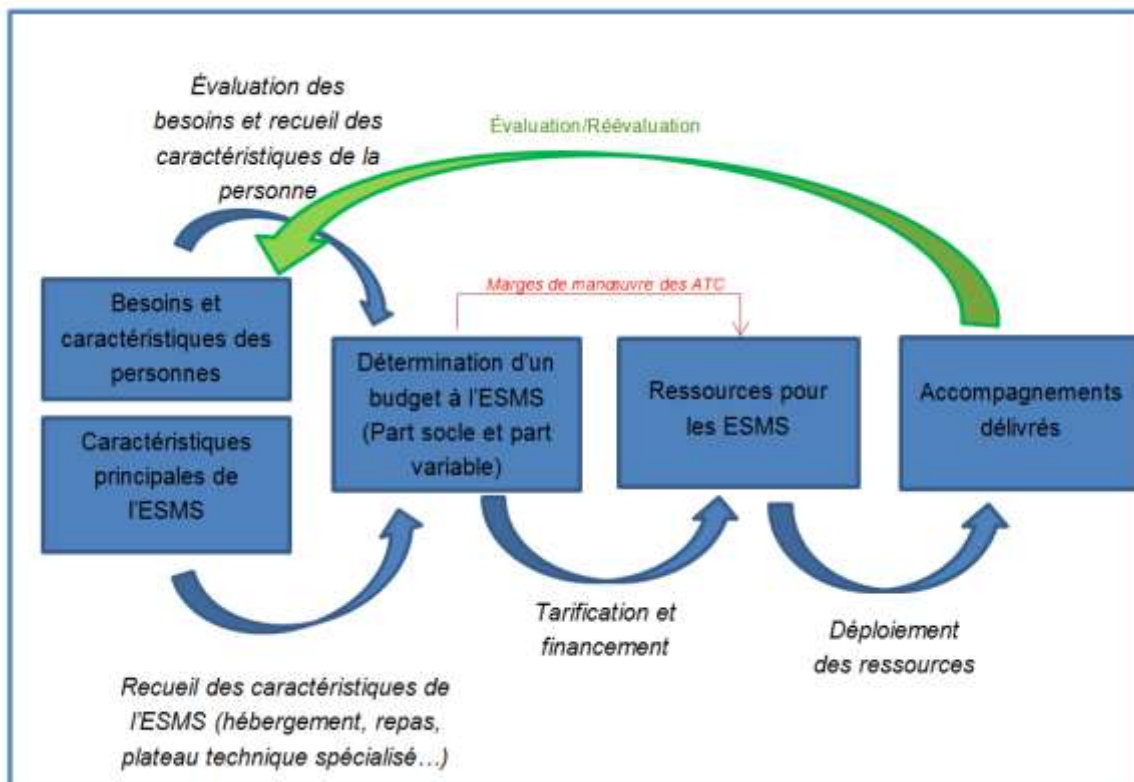 Évaluation des
besoins et recueil des
caractéristiques de la
personne
Évaluation/Réévaluation
Marges de manœuvre des ATC
Besoins et
caractéristiques des
personnes
Caractéristiques
principales de
l'ESMS
Détermination d'un
budget à l'ESMS
(Part socle et part
variable)
Ressources pour
les ESMS
Accompagnements
délivrés
Tarification et
financement
Déploiement
des ressources
Recueil des caractéristiques de
l'ESMS (hébergement, repas,
plateau technique spécialisé…)